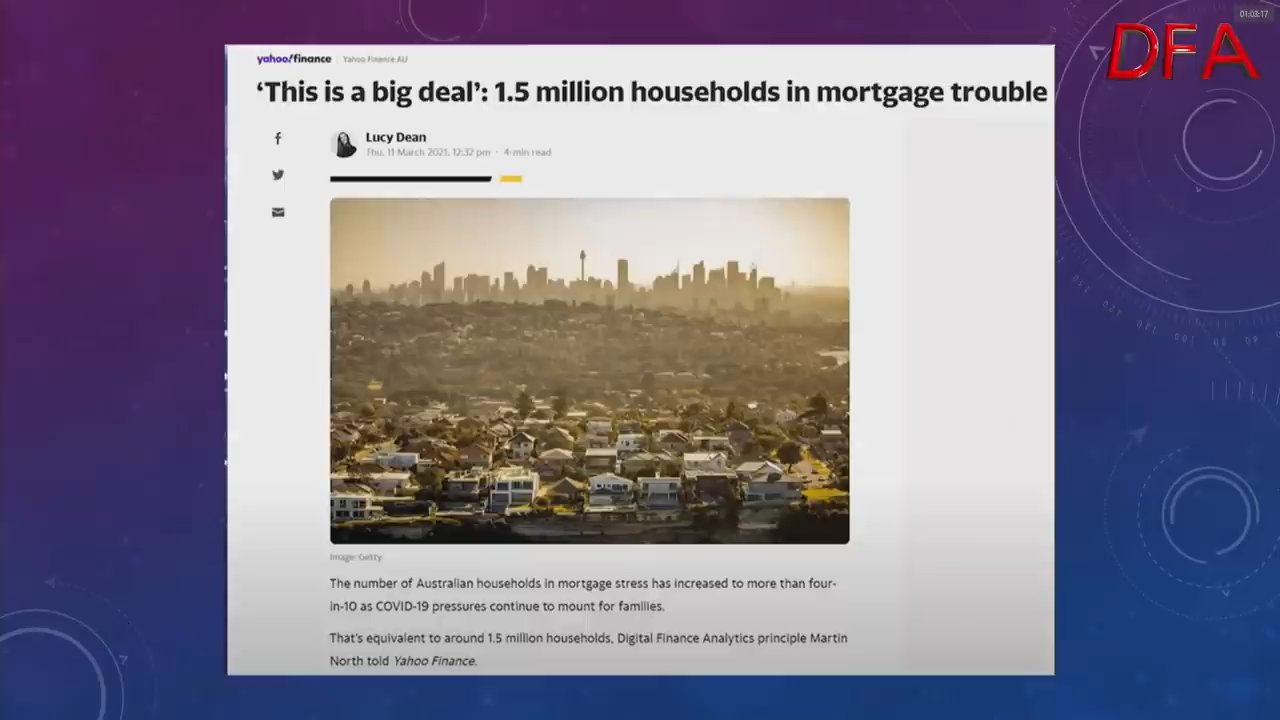 01:03:17
DFA
yahoo!finance | Yahoo Finance AU
‘This is a big deal’: 1.5 million households in mortgage trouble
Lucy Dean
Thu, 11 March 2021, 12:32 pm · 4-min read
Image: Getty
The number of Australian households in mortgage stress has increased to more than four-
in-10 as COVID-19 pressures continue to mount for families.
That's equivalent to around 1.5 million households, Digital Finance Analytics principle Martin
North told Yahoo Finance.